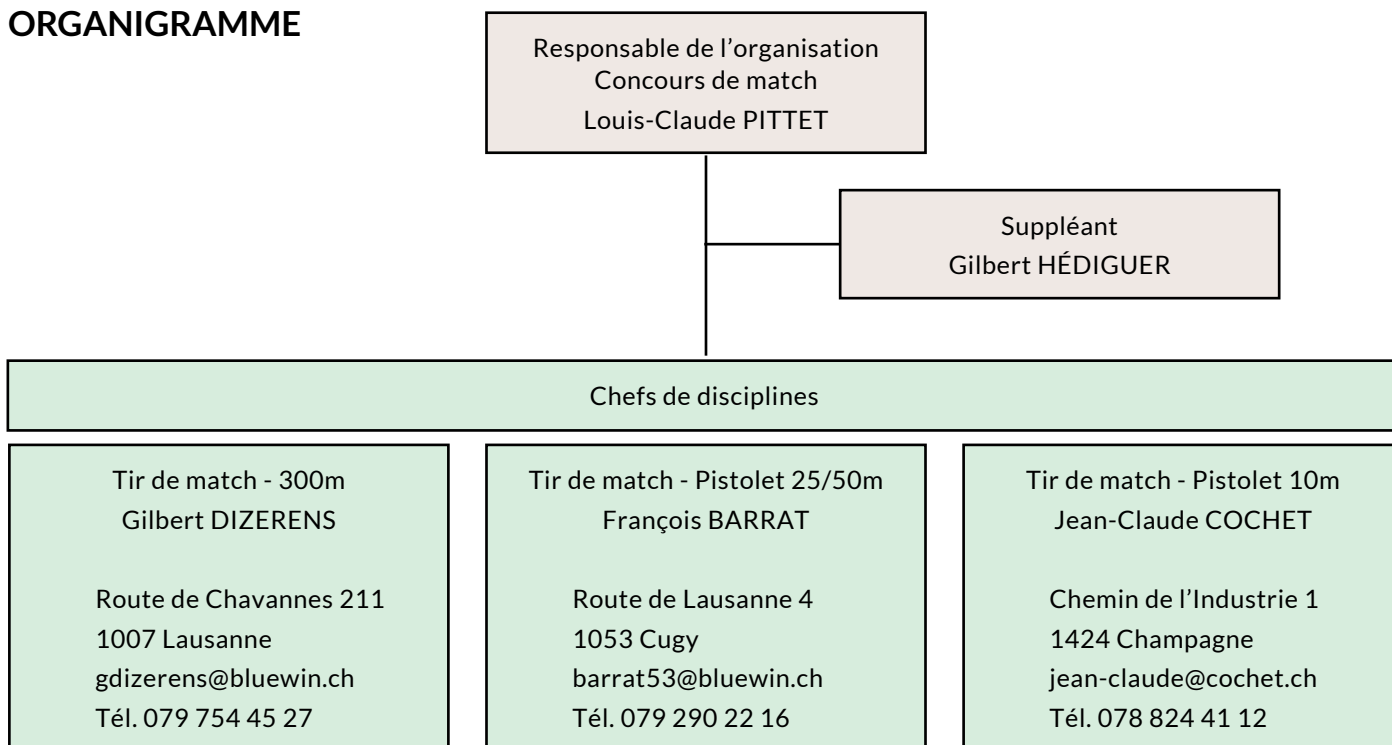 ORGANIGRAMME
Responsable de l’organisation
Concours de match
Louis-Claude PITTET
Suppléant
Gilbert HÉDIGUER
Chefs de disciplines
Tir de match - 300m
Gilbert DIZERENS
Route de Chavannes 211
1007 Lausanne
gdizerens@bluewin.ch
Tél. 079 754 45 27
Tir de match - Pistolet 25/50m
François BARRAT
Route de Lausanne 4
1053 Cugy
barrat53@bluewin.ch
Tél. 079 290 22 16
Tir de match - Pistolet 10m
Jean-Claude COCHET
Chemin de l’Industrie 1
1424 Champagne
jean-claude@cochet.ch
Tél. 078 824 41 12